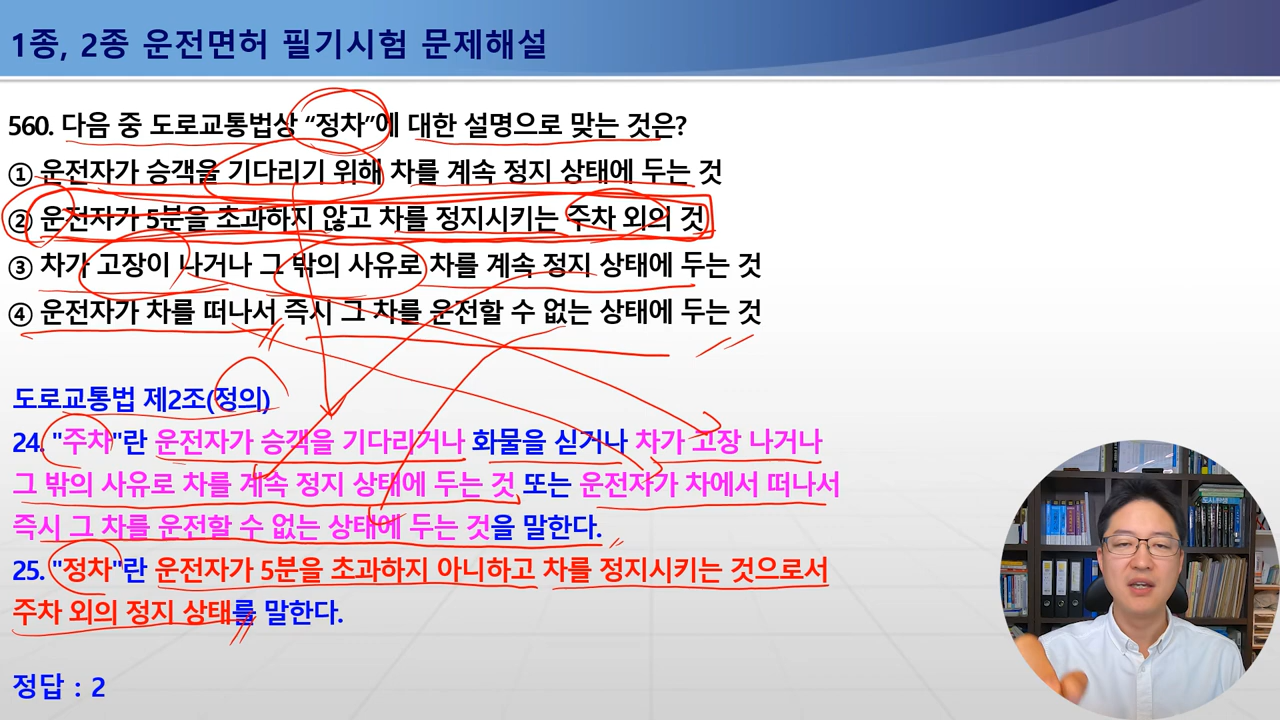 1종, 2종 운전면허 필기시험 문제해설
560. 다음 중 도로교통법상 “정차”에 대한 설명으로 맞는 것은?
① 운전자가 승객을 기다리기 위해 차를 계속 정지 상태에 두는 것
② 운전자가 5분을 초과하지 않고 차를 정지시키는 주차 외의 것
③ 차가 고장이 나거나 그 밖의 사유로 차를 계속 정지 상태에 두는 것
④ 운전자가 차를 떠나서 즉시 그 차를 운전할 수 없는 상태에 두는 것
도로교통법 제2조(정의)
24. "주차"란 운전자가 승객을 기다리거나 화물을 싣거나 차가 고장 나거나
그 밖의 사유로 차를 계속 정지 상태에 두는 것 또는 운전자가 차에서 떠나서
즉시 그 차를 운전할 수 없는 상태에 두는 것을 말한다.
25. "정차"란 운전자가 5분을 초과하지 아니하고 차를 정지시키는 것으로서
주차 외의 정지 상태를 말한다.
정답 : 2